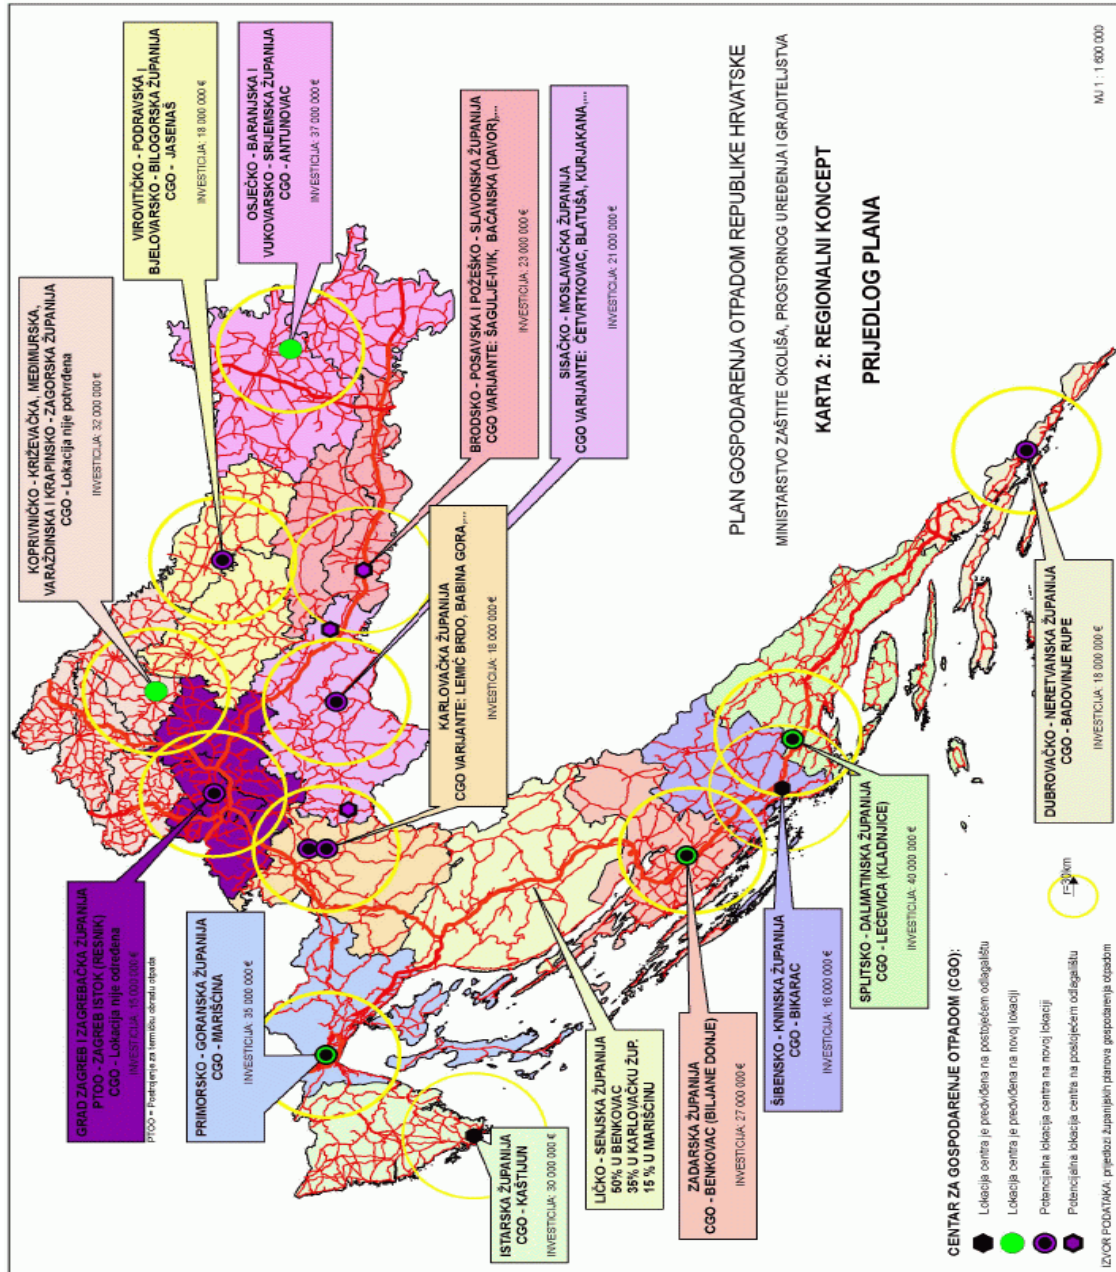 PLAN GOSPODARENJA OTPADOM REPUBLIKE HRVATSKE
MINISTARSTVO ZAŠTITE OKOLIŠA, PROSTORNOG UREĐENJA I GRADITELJSTVA
KARTA 2: REGIONALNI KONCEPT
PRIJEDLOG PLANA
MJ 1 : 1 600 000
GRAD ZAGREB I ZAGREBAČKA ŽUPANIJA
PTOO - ZAGREB ISTOK (RESNIK)
CGO - Lokacija nije određena
INVESTICIJA: 15 000 000 €
PTOO = Postrojenje za termičku obradu otpada
KOPRIVNIČKO - KRIŽEVAČKA, MEĐIMURSKA,
VARAŽDINSKA I KRAPINSKO - ZAGORSKA ŽUPANIJA
CGO - Lokacija nije potvrđena
INVESTICIJA: 32 000 000 €
VIROVITIČKO - PODRAVSKA I
BJELOVARSKO - BILOGORSKA ŽUPANIJA
CGO - JASENAŠ
INVESTICIJA: 18 000 000 €
OSJEČKO - BARANJSKA I
VUKOVARSKO - SRIJEMSKA ŽUPANIJA
CGO - ANTUNOVAC
INVESTICIJA: 37 000 000 €
BRODSKO - POSAVSKA I POŽEŠKO - SLAVONSKA ŽUPANIJA
CGO VARIJANTE: ŠAGULJE-IVIK, BAČANSKA (DAVOR),...
INVESTICIJA: 23 000 000 €
SISAČKO - MOSLAVAČKA ŽUPANIJA
CGO VARIJANTE: ČETVRTKOVAC, BLATUŠA, KURJAKANA,...
INVESTICIJA: 21 000 000 €
KARLOVAČKA ŽUPANIJA
CGO VARIJANTE: LEMIĆ BRDO, BABINA GORA,...
INVESTICIJA: 18 000 000 €
PRIMORSKO - GORANSKA ŽUPANIJA
CGO - MARIŠĆINA
INVESTICIJA: 35 000 000 €
ISTARSKA ŽUPANIJA
CGO - KAŠTIJUN
INVESTICIJA: 30 000 000 €
LIČKO - SENJSKA ŽUPANIJA
50% U BENKOVAC
35% U KARLOVAČKU ŽUP.
15 % U MARIŠĆINU
ZADARSKA ŽUPANIJA
CGO - BENKOVAC (BILJANE DONJE)
INVESTICIJA: 27 000 000 €
ŠIBENSKO - KNINSKA ŽUPANIJA
CGO - BIKARAC
INVESTICIJA: 16 000 000 €
SPLITSKO - DALMATINSKA ŽUPANIJA
CGO - LEĆEVICA (KLADNJICE)
INVESTICIJA: 40 000 000 €
DUBROVAČKO - NERETVANSKA ŽUPANIJA
CGO - BADOVINJE RUPE
INVESTICIJA: 18 000 000 €
CENTAR ZA GOSPODARENJE OTPADOM (CGO):
Lokacija centra je predviđena na postojećem odlagalištu
Lokacija centra je predviđena na novoj lokaciji
Potencijalna lokacija centra na novoj lokaciji
Potencijalna lokacija centra na postojećem odlagalištu
r=30km
IZVOR PODATAKA: prijedlozi županijskih planova gospodarenja otpadom